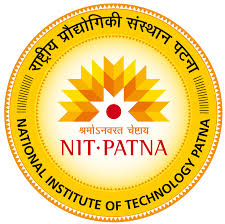 राष्ट्रीय प्रौद्योगिकी संस्थान पटना
श्रमोऽनवरत चेष्टाय
NIT-PATNA
NATIONAL INSTITUTE OF TECHNOLOGY PATNA